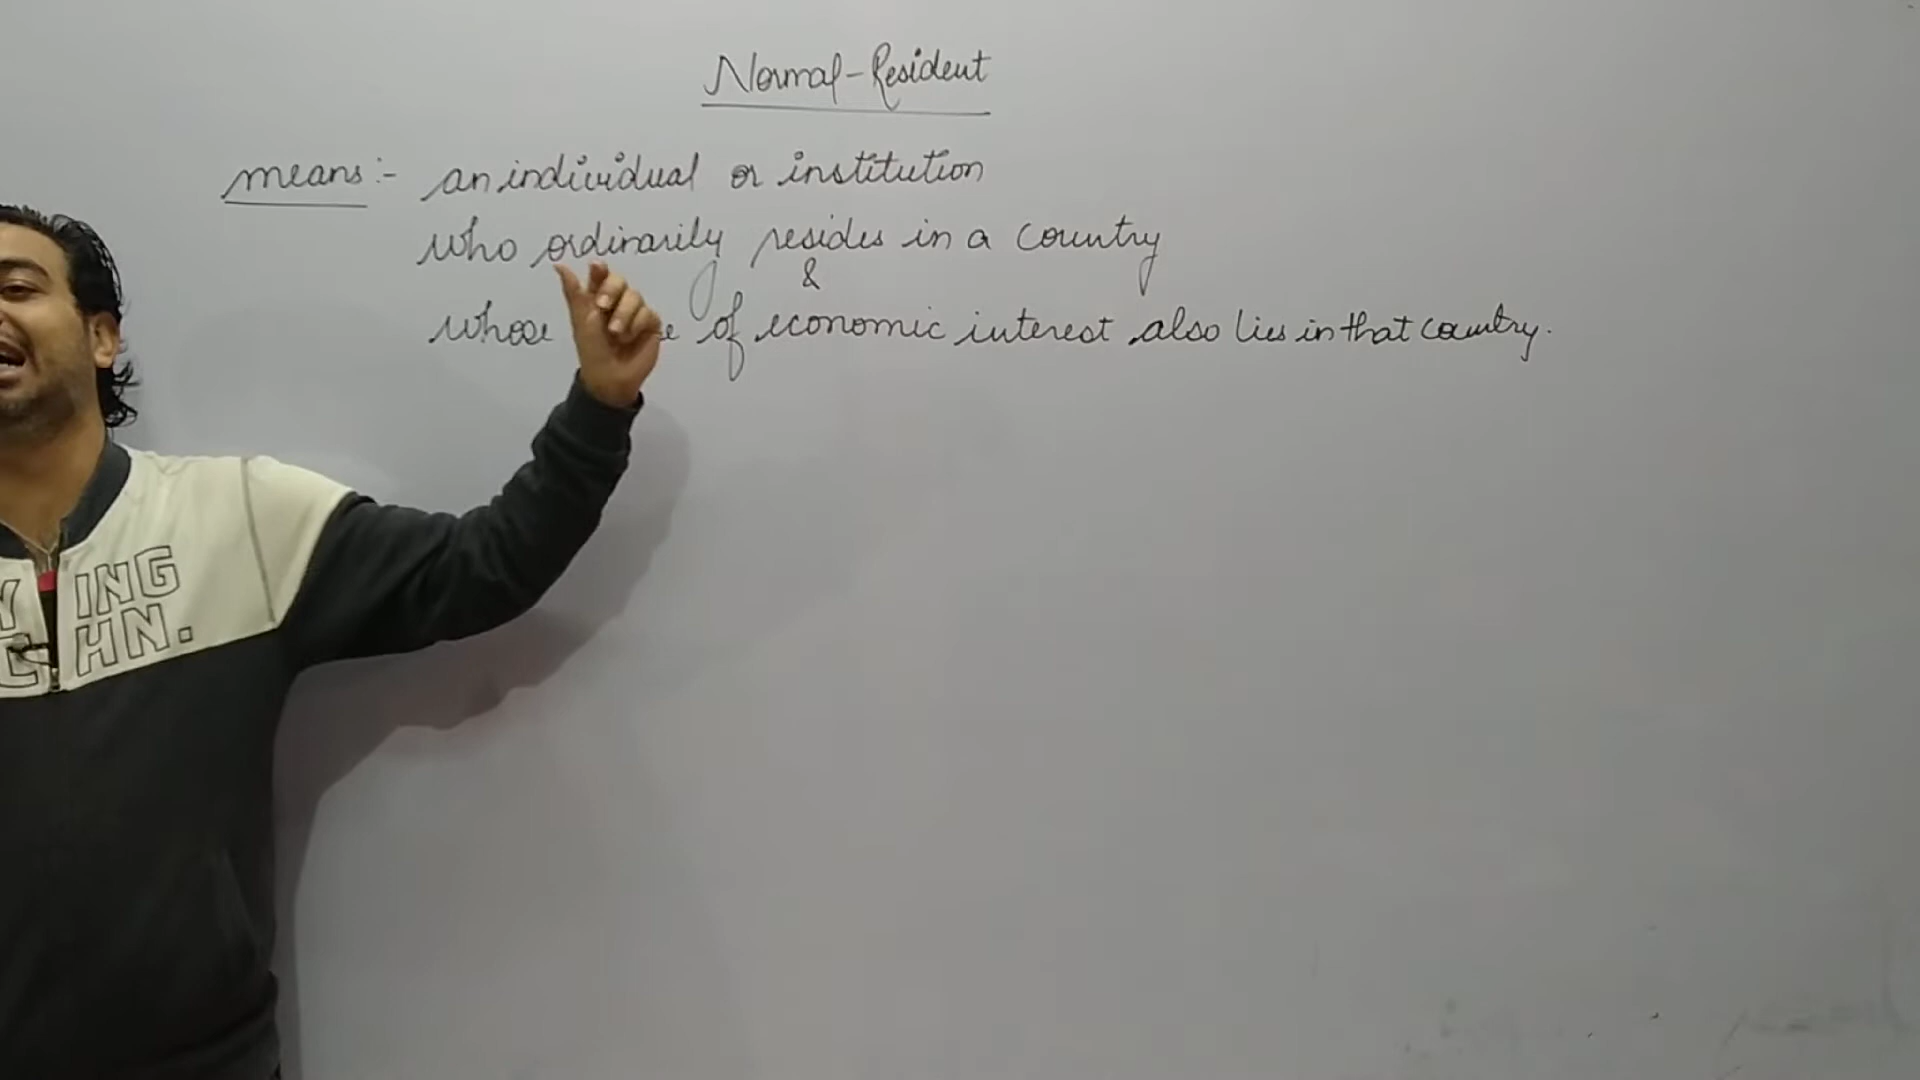 Normal-Resident
means:- an individual or institution
who ordinarily resides in a country
&
whose of economic interest also lies in that country.
ING
HN.